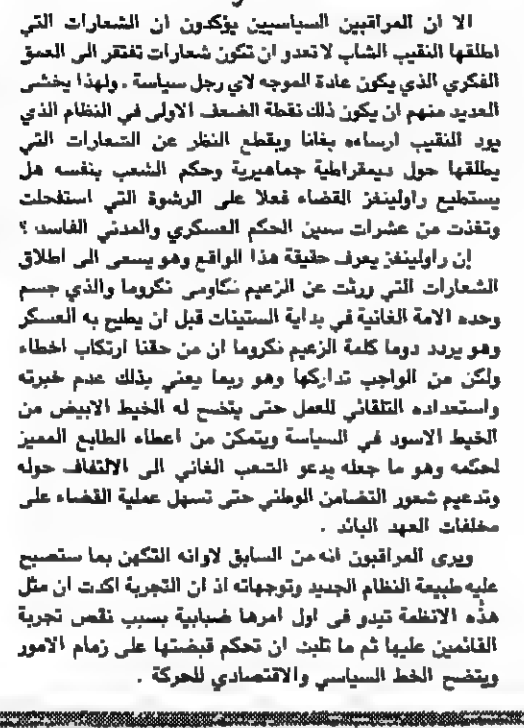 الا ان المراقبين السياسيين يؤكدون ان الشعارات التي
اطلقها النقيب الشاب لا تعدو ان تكون شعارات تفتقر الى العمق
الفكري الذي يكون عادة الموجه لاي رجل سياسة . ولهذا يخشى
العديد منهم ان يكون ذلك نقطة الضعف الاولى في النظام الذي
يود النقيب ارساءه بغانا وبقطع النظر عن الشعارات التي
يطلقها حول ديمقراطية جماهيرية وحكم الشعب بنفسه هل
يستطيع راولينغز القضاء فعلا على الرشوة التي استفحلت
وتغذت من عشرات سنين الحكم العسكري والمدني الفاسد ؟
إن راولينغز يعرف حقيقة هذا الواقع وهو يسعى الى اطلاق
الشعارات التي ورثت عن الزعيم نكاومى نكروما والذي جسم
وحده الامة الغانية في بداية الستينات قبل ان يطيح به العسكر
وهو يردد دوما كلمة الزعيم نكروما ان من حقنا ارتكاب اخطاء
ولكن من الواجب تداركها وهو ربما يعني بذلك عدم خبرته
واستعداده التلقائي للعمل حتى يتضح له الخيط الابيض من
الخيط الاسود في السياسة ويتمكن من اعطاء الطابع المميز
لحكمه وهو ما جعله يدعو الشعب الغاني الى الالتفاف حوله
وتدعيم شعور التضامن الوطني حتى تسهل عملية القضاء على
مخلفات العهد البائد .
ويرى المراقبون انه من السابق لاوانه التكهن بما ستصبح
عليه طبيعة النظام الجديد وتوجهاته اذ ان التجربة اكدت ان مثل
هذه الانظمة تبدو في اول امرها ضبابية بسبب نقص تجربة
القائمين عليها ثم ما تلبث ان تحكم قبضتها على زمام الامور
ويتضح الخط السياسي والاقتصادي للحركة .